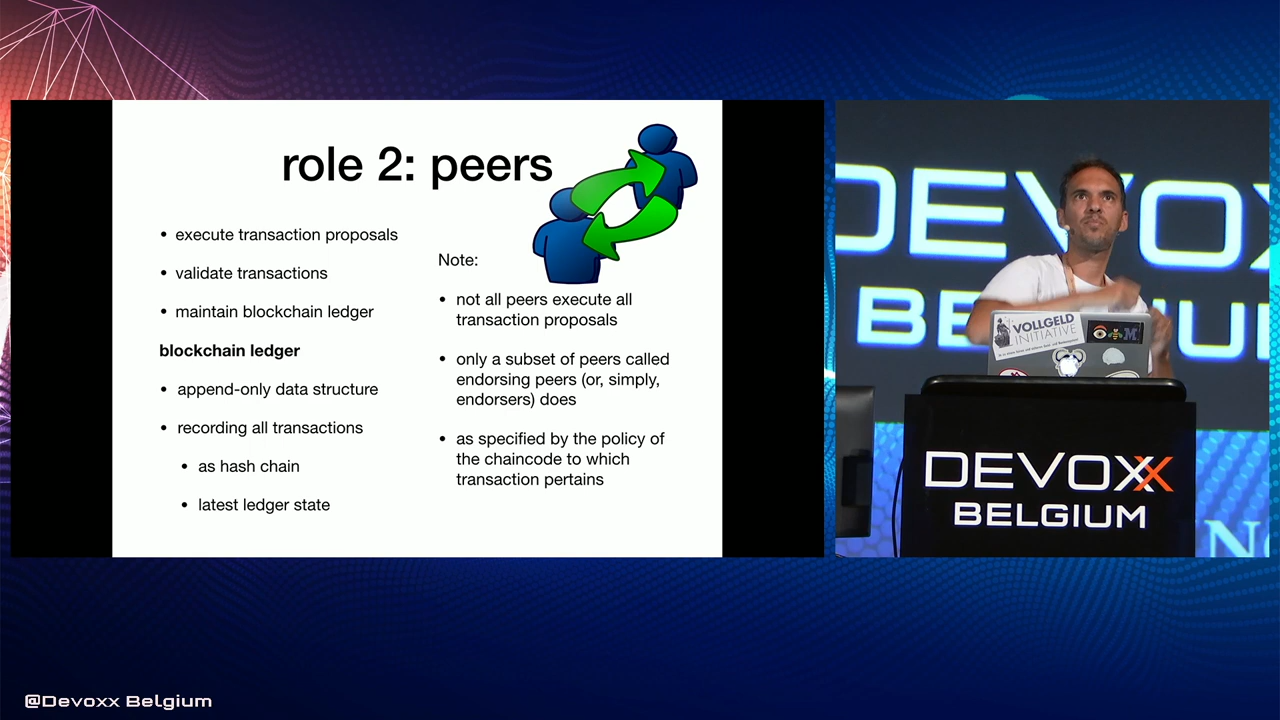 role 2: peers
• execute transaction proposals
• validate transactions
• maintain blockchain ledger
blockchain ledger
• append-only data structure
• recording all transactions
• as hash chain
• latest ledger state
Note:
• not all peers execute all
transaction proposals
• only a subset of peers called
endorsing peers (or, simply,
endorsers) does
• as specified by the policy of
the chaincode to which
transaction pertains
DEVOX
BELGIUM
VOLLGELD
INITIATIVE
M
DEVOXX
BELGIUM
@Devoxx Belgium